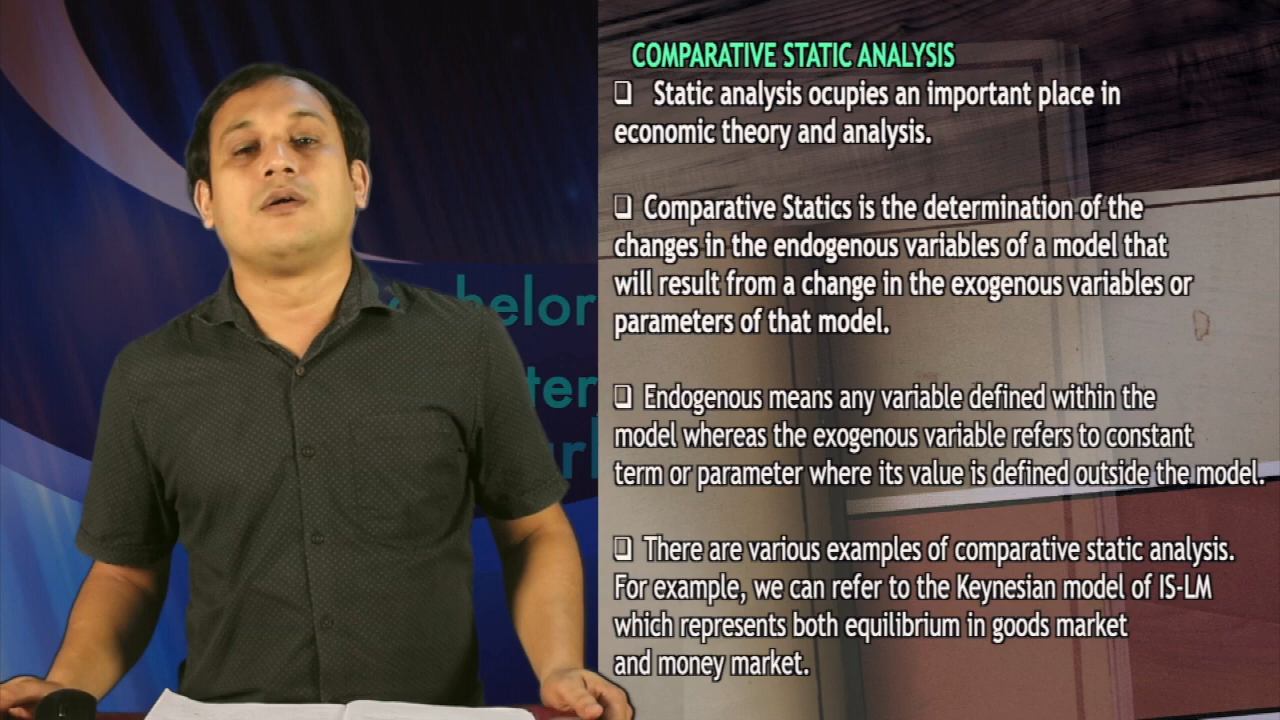 COMPARATIVE STATIC ANALYSIS
❑ Static analysis ocupies an important place in
economic theory and analysis.
❑ Comparative Statics is the determination of the
changes in the endogenous variables of a model that
will result from a change in the exogenous variables or
parameters of that model.
❑ Endogenous means any variable defined within the
model whereas the exogenous variable refers to constant
term or parameter where its value is defined outside the model.
❑ There are various examples of comparative static analysis.
For example, we can refer to the Keynesian model of IS-LM
which represents both equilibrium in goods market
and money market.